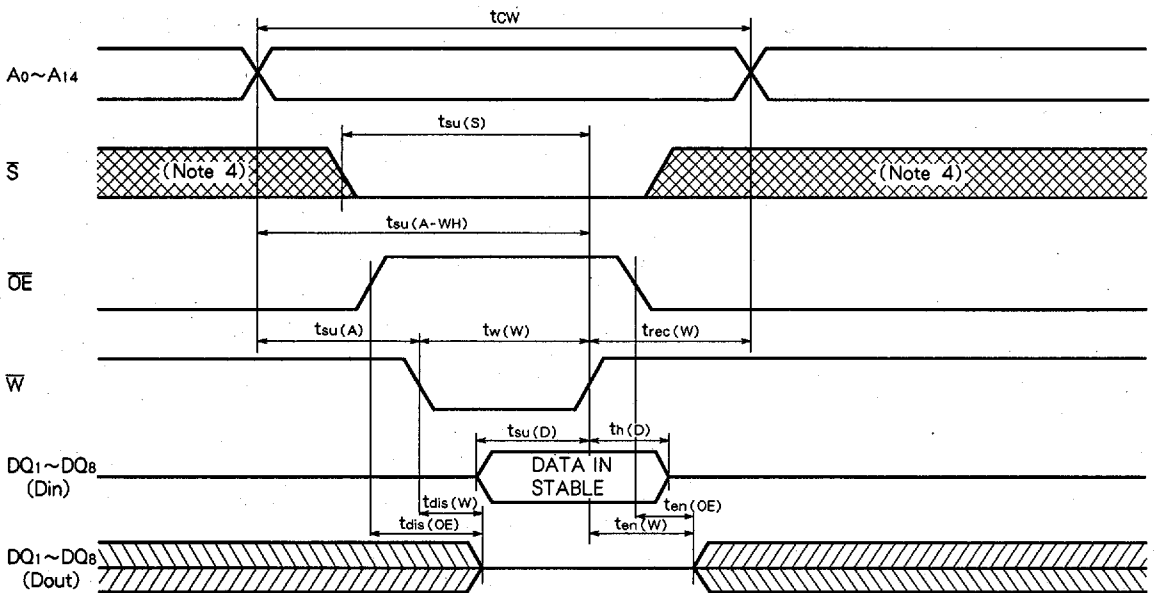 tCW
A0~A14
tsu(S)
S̅
(Note 4)
(Note 4)
tsu(A-WH)
O̅E̅
tsu(A)
tw(W)
trec(W)
W̅
tsu(D)
th(D)
DQ1~DQ8
(Din)
DATA IN
STABLE
tdis(W)
ten(OE)
tdis(OE)
ten(W)
DQ1~DQ8
(Dout)